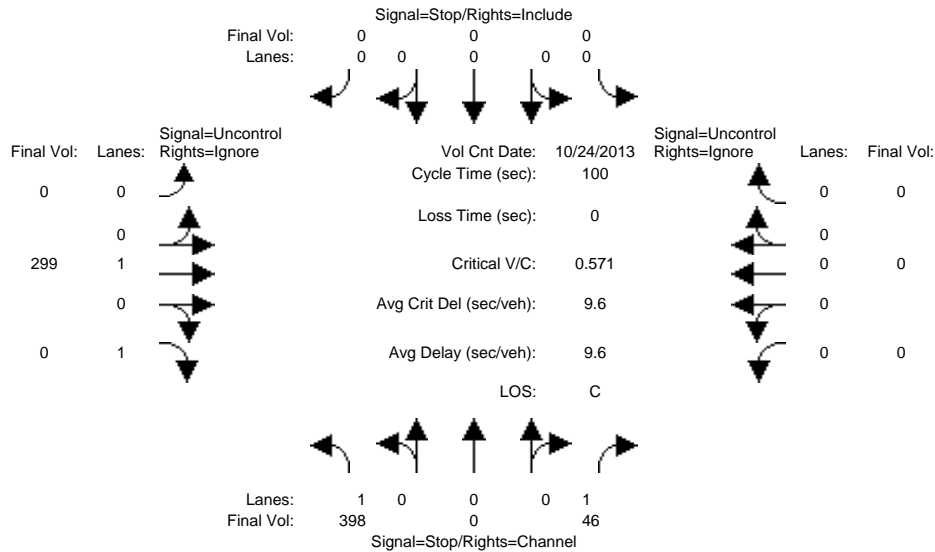 Signal=Stop/Rights=Include
Final Vol: 0 0 0
Lanes: 0 0 0 0 0
Signal=Uncontrol
Final Vol: Lanes: Rights=Ignore
Vol Cnt Date: 10/24/2013
Signal=Uncontrol
Rights=Ignore Lanes: Final Vol:
Cycle Time (sec): 100
0 0
0 0
Loss Time (sec): 0
0
0
299 1
Critical V/C: 0.571
0 0
0
Avg Crit Del (sec/veh): 9.6
0
0 1
Avg Delay (sec/veh): 9.6
0 0
LOS: C
Lanes: 1 0 0 0 1
Final Vol: 398 0 46
Signal=Stop/Rights=Channel